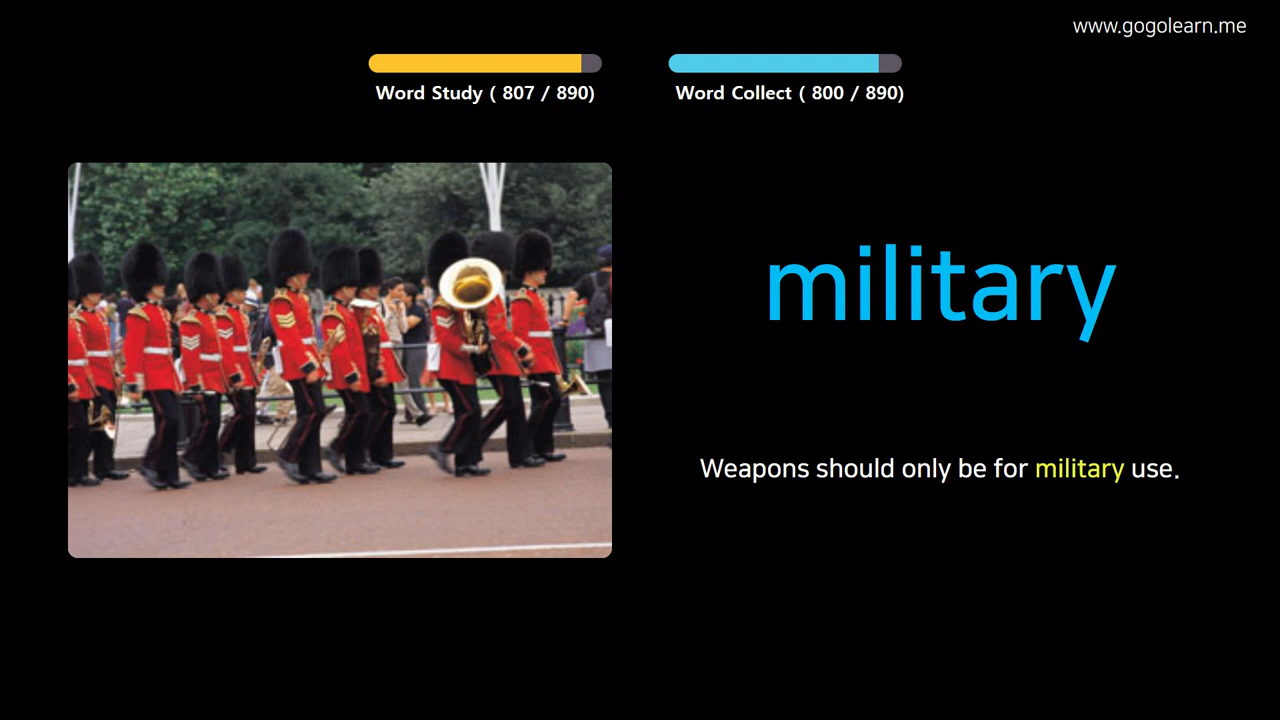 www.gogolearn.me
Word Study ( 807 / 890)
Word Collect ( 800 / 890)
military
Weapons should only be for military use.